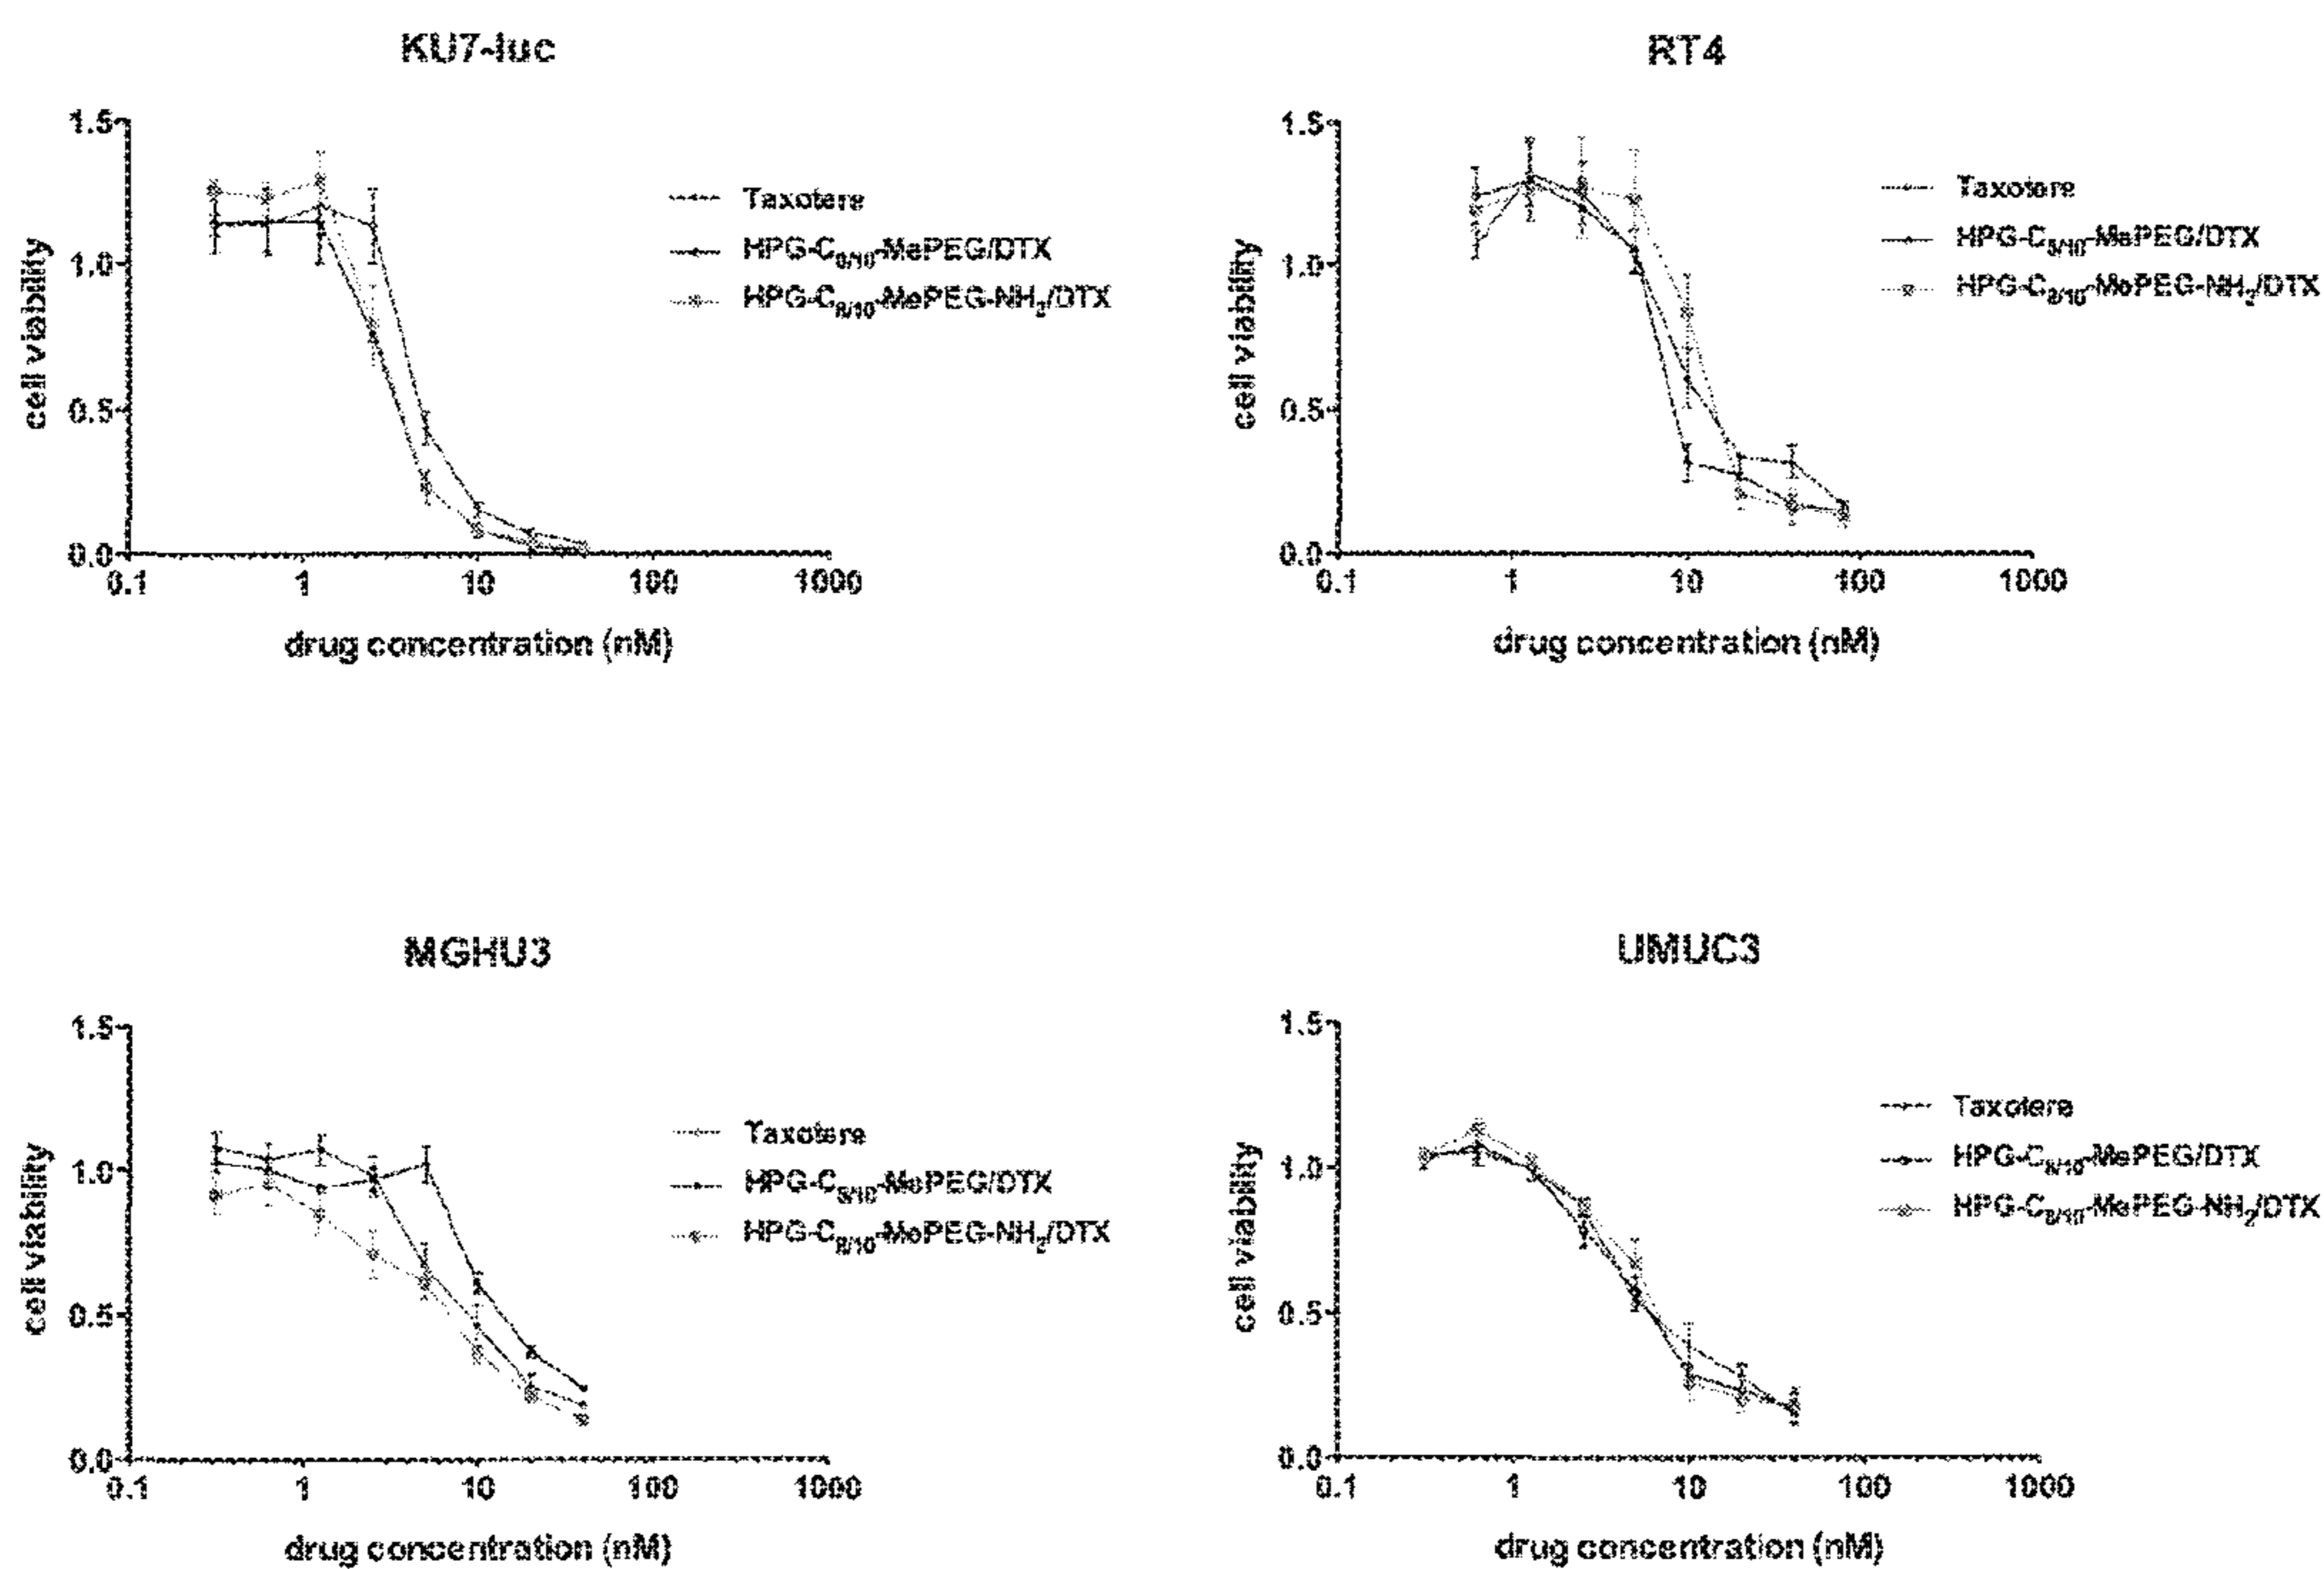 KU7-luc
1.5
1.0
0.5
0.0
0.1 1 10 100 1000
cell viability
drug concentration (nM)
Taxotere
HPG-C8/10-MePEG/DTX
HPG-C8/10-MePEG-NH2/DTX
RT4
1.5
1.0
0.5
0.0
0.1 1 10 100 1000
cell viability
drug concentration (nM)
Taxotere
HPG-C8/10-MePEG/DTX
HPG-C8/10-MePEG-NH2/DTX
MGHU3
1.5
1.0
0.5
0.0
0.1 1 10 100 1000
cell viability
drug concentration (nM)
Taxotere
HPG-C8/10-MePEG/DTX
HPG-C8/10-MePEG-NH2/DTX
UMUC3
1.5
1.0
0.5
0.0
0.1 1 10 100 1000
cell viability
drug concentration (nM)
Taxotere
HPG-C8/10-MePEG/DTX
HPG-C8/10-MePEG-NH2/DTX